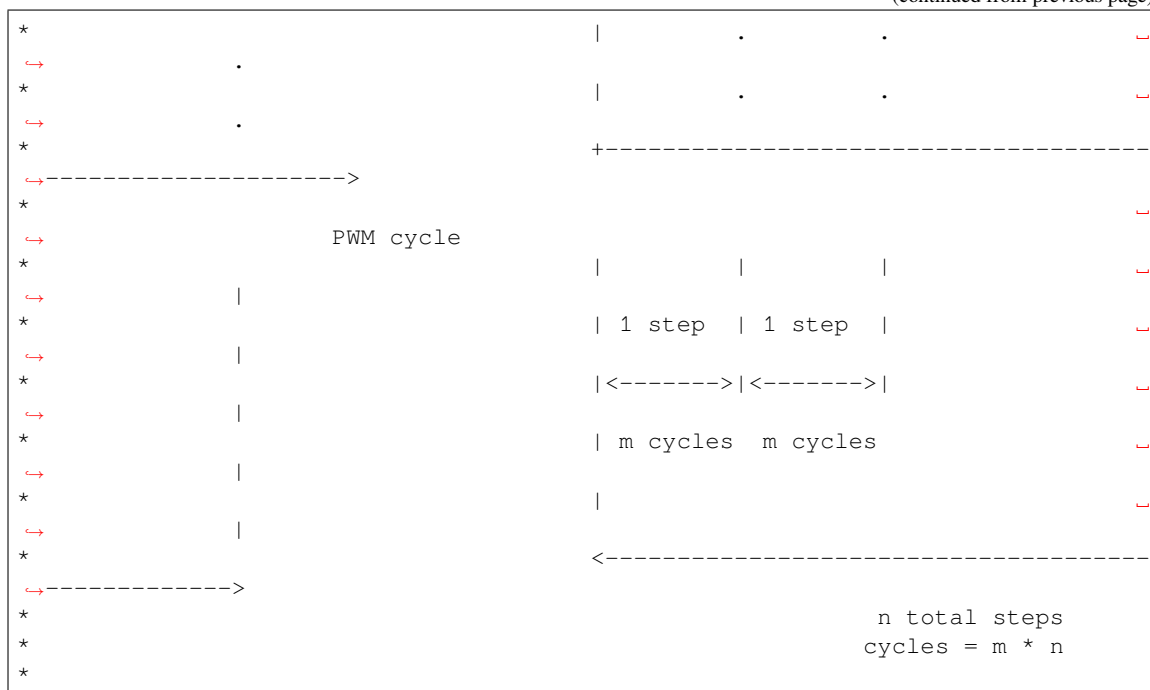 (continued from previous page)
*                                       |         .         .                 ␣
↪             .
*                                       |         .         .                 ␣
↪             .
*                                       +--------------------------------------
↪--------------------->
*                                                                             ␣
↪                    PWM cycle
*                                       |         |         |                 ␣
↪             |
*                                       | 1 step  | 1 step  |                 ␣
↪             |
*                                       |<------->|<------->|                 ␣
↪             |
*                                       | m cycles  m cycles                  ␣
↪             |
*                                       |                                     ␣
↪             |
*                                       <--------------------------------------
↪------------->
*                                                           n total steps
*                                                          cycles = m * n
*